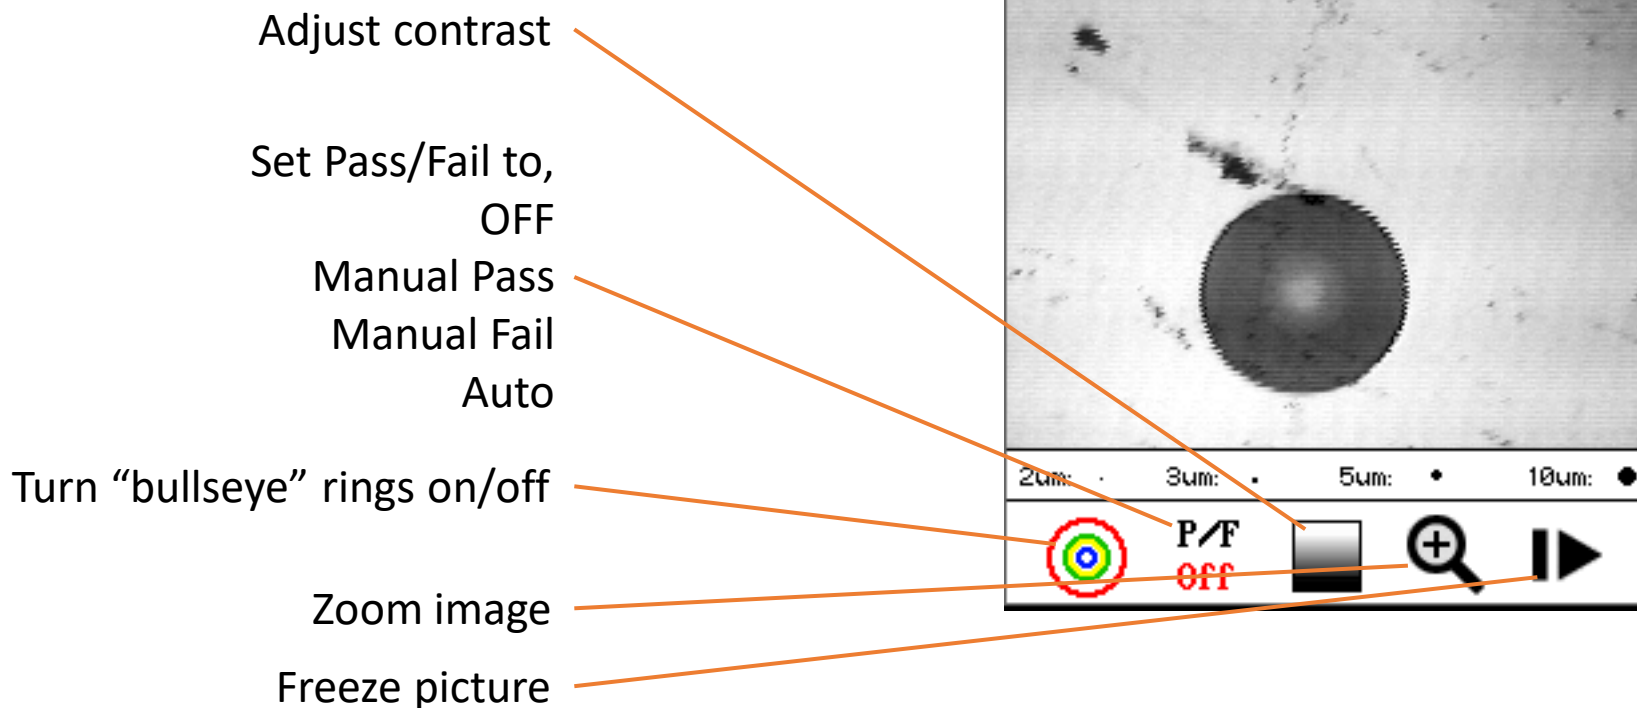 Adjust contrast
Set Pass/Fail to,
OFF
Manual Pass
Manual Fail
Auto
Turn “bullseye” rings on/off
Zoom image
Freeze picture
2um: 3um: 5um: 10um:
P/F
Off